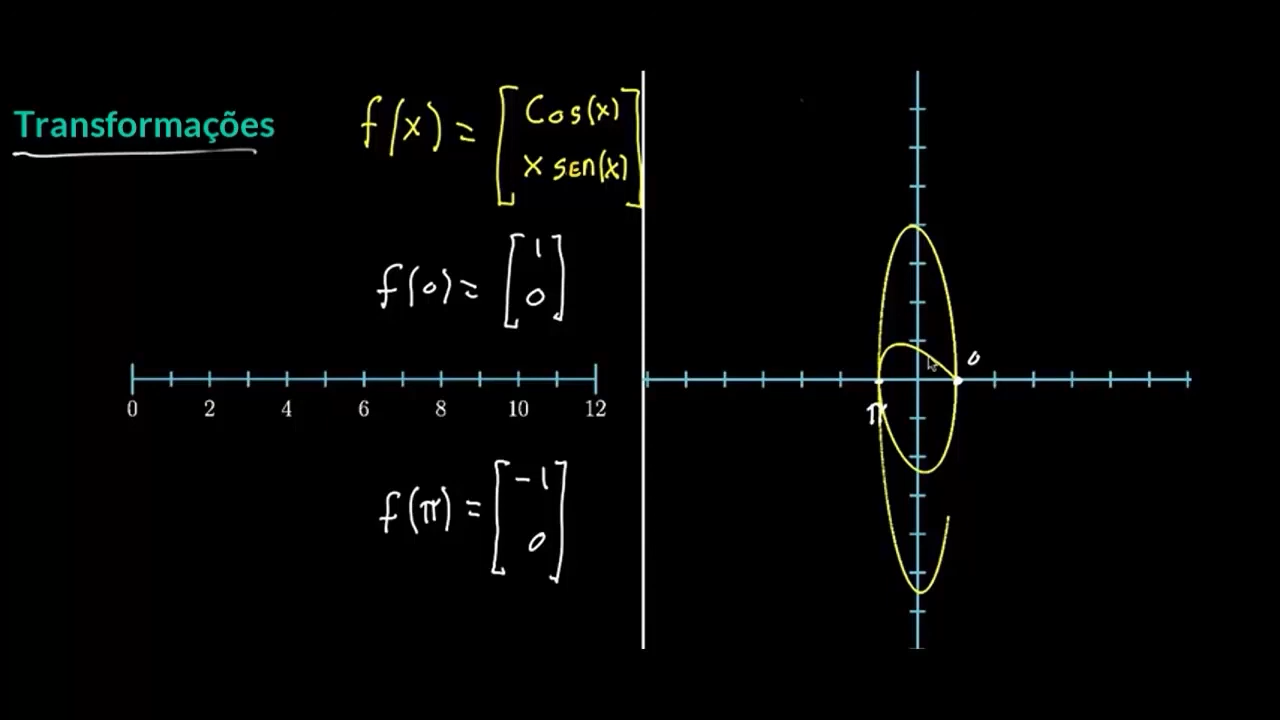 Transformações
f(x) = [cos(x)
x sen(x)]
f(0) = [1
0]
0 2 4 6 8 10 12
f(π) = [-1
0]
0
π